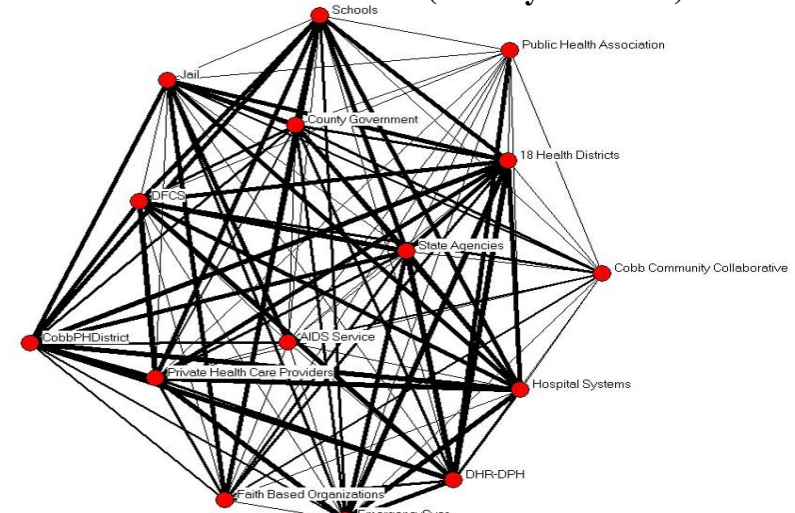 Schools
Public Health Association
Jail
County Government
18 Health Districts
DFCS
State Agencies
Cobb Community Collaborative
CobbPHDistrict
AIDS Service
Private Health Care Providers
Hospital Systems
DHR-DPH
Faith Based Organizations